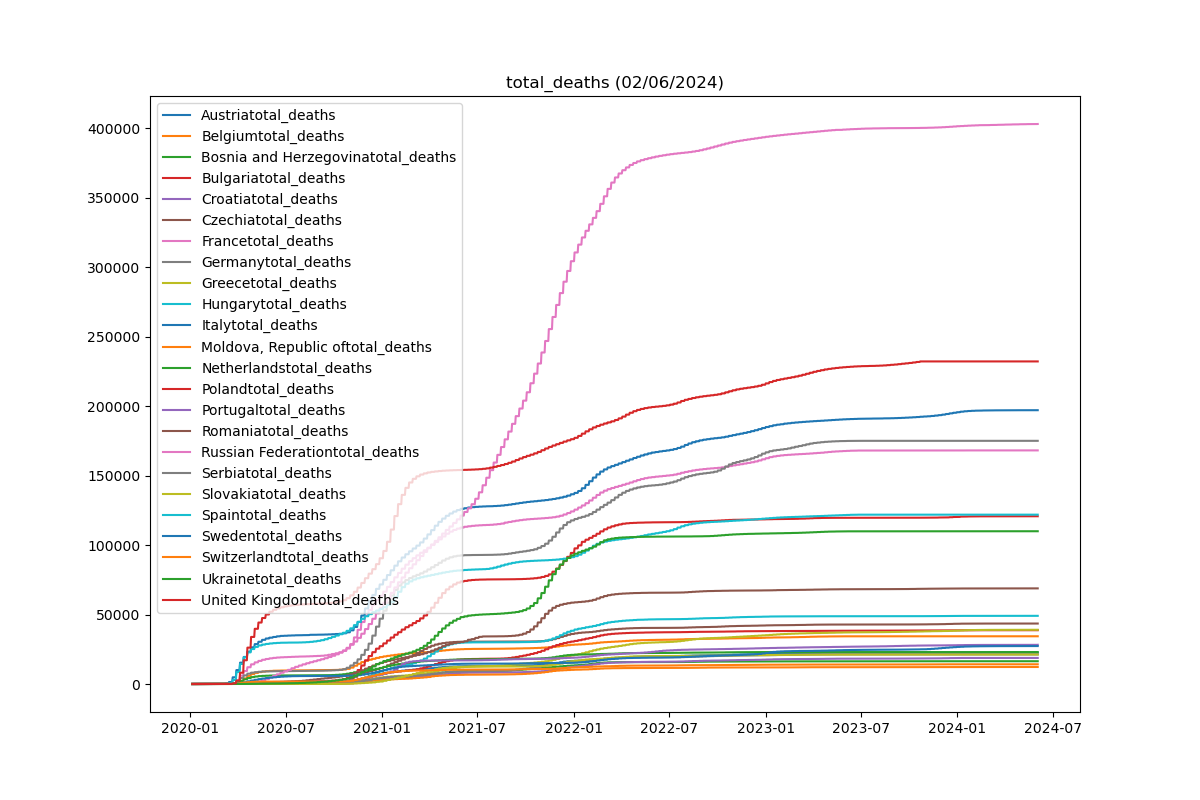 total_deaths (02/06/2024)
Austriatotal_deaths
Belgiumtotal_deaths
Bosnia and Herzegovinatotal_deaths
Bulgariatotal_deaths
Croatiatotal_deaths
Czechiatotal_deaths
Francetotal_deaths
Germanytotal_deaths
Greecetotal_deaths
Hungarytotal_deaths
Italytotal_deaths
Moldova, Republic oftotal_deaths
Netherlandstotal_deaths
Polandtotal_deaths
Portugaltotal_deaths
Romaniatotal_deaths
Russian Federationtotal_deaths
Serbiatotal_deaths
Slovakiatotal_deaths
Spaintotal_deaths
Swedentotal_deaths
Switzerlandtotal_deaths
Ukrainetotal_deaths
United Kingdomtotal_deaths
400000
350000
300000
250000
200000
150000
100000
50000
0
2020-01 2020-07 2021-01 2021-07 2022-01 2022-07 2023-01 2023-07 2024-01 2024-07